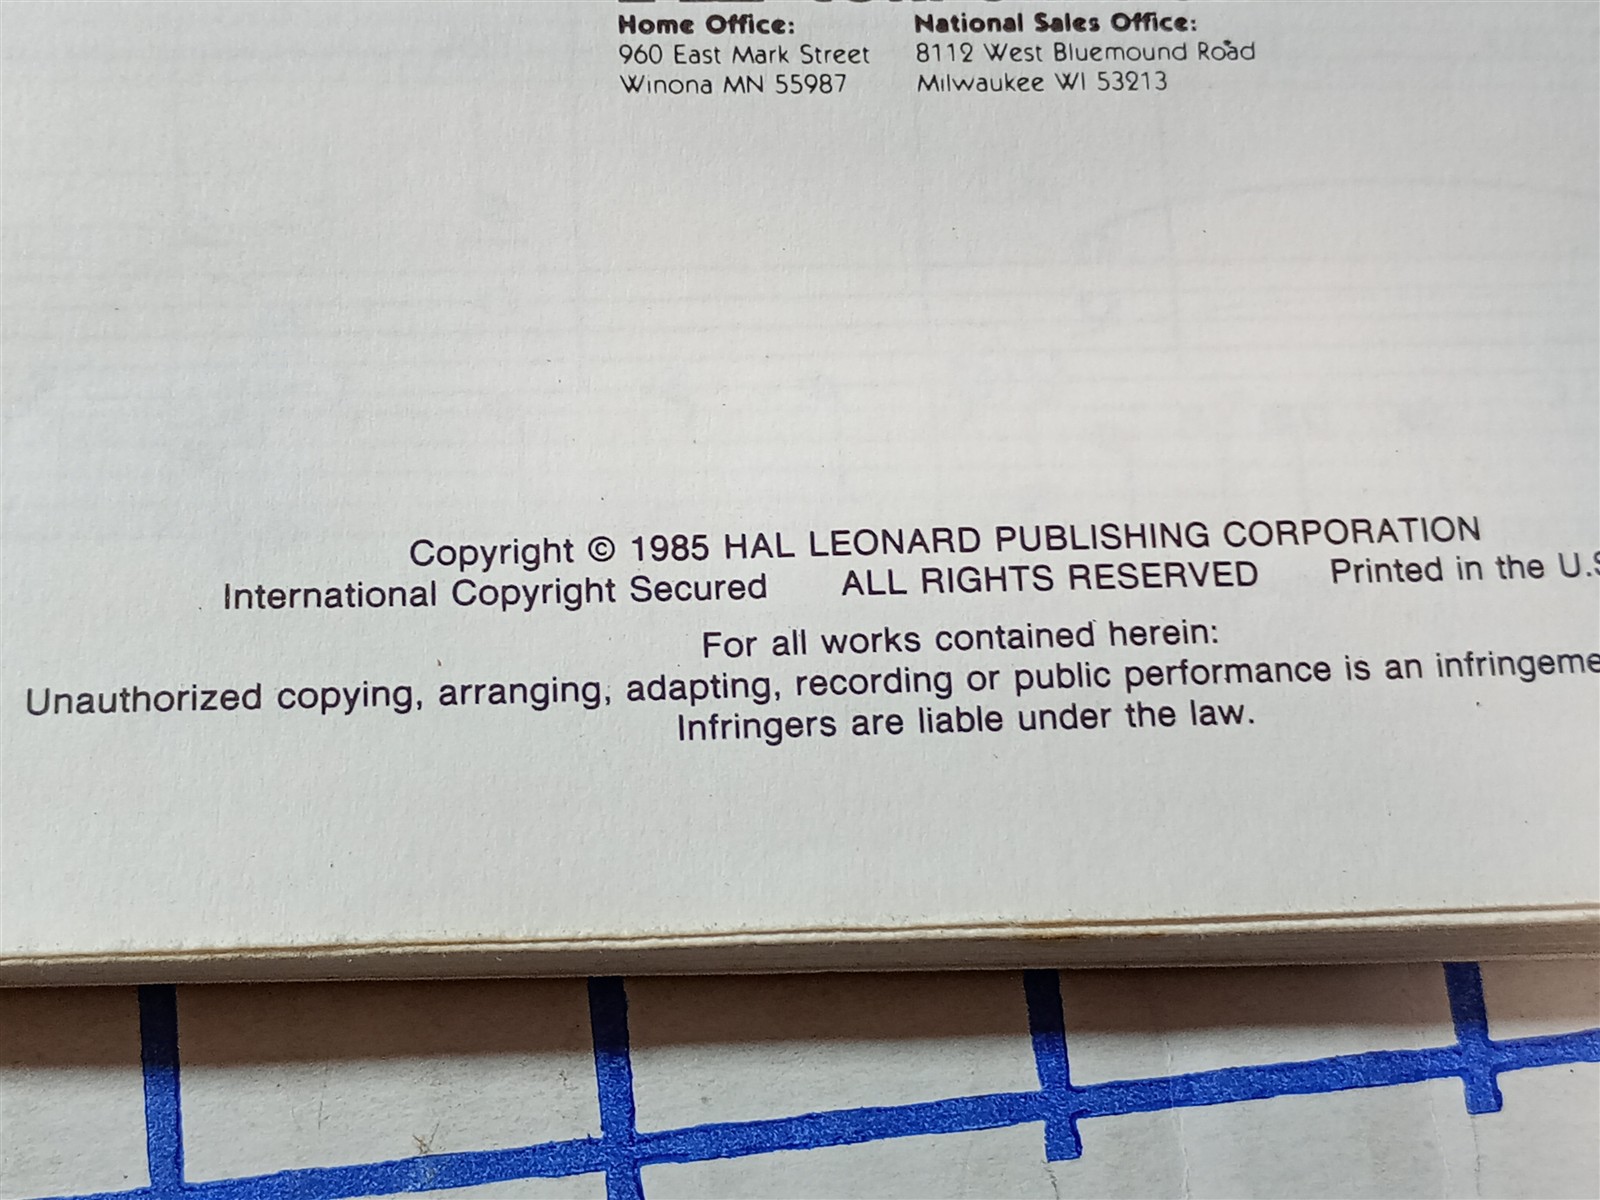 Home Office:
960 East Mark Street
Winona MN 55987
National Sales Office:
8112 West Bluemound Road
Milwaukee WI 53213
Copyright © 1985 HAL LEONARD PUBLISHING CORPORATION
International Copyright Secured ALL RIGHTS RESERVED Printed in the U.S
For all works contained herein:
Unauthorized copying, arranging, adapting, recording or public performance is an infringeme
Infringers are liable under the law.